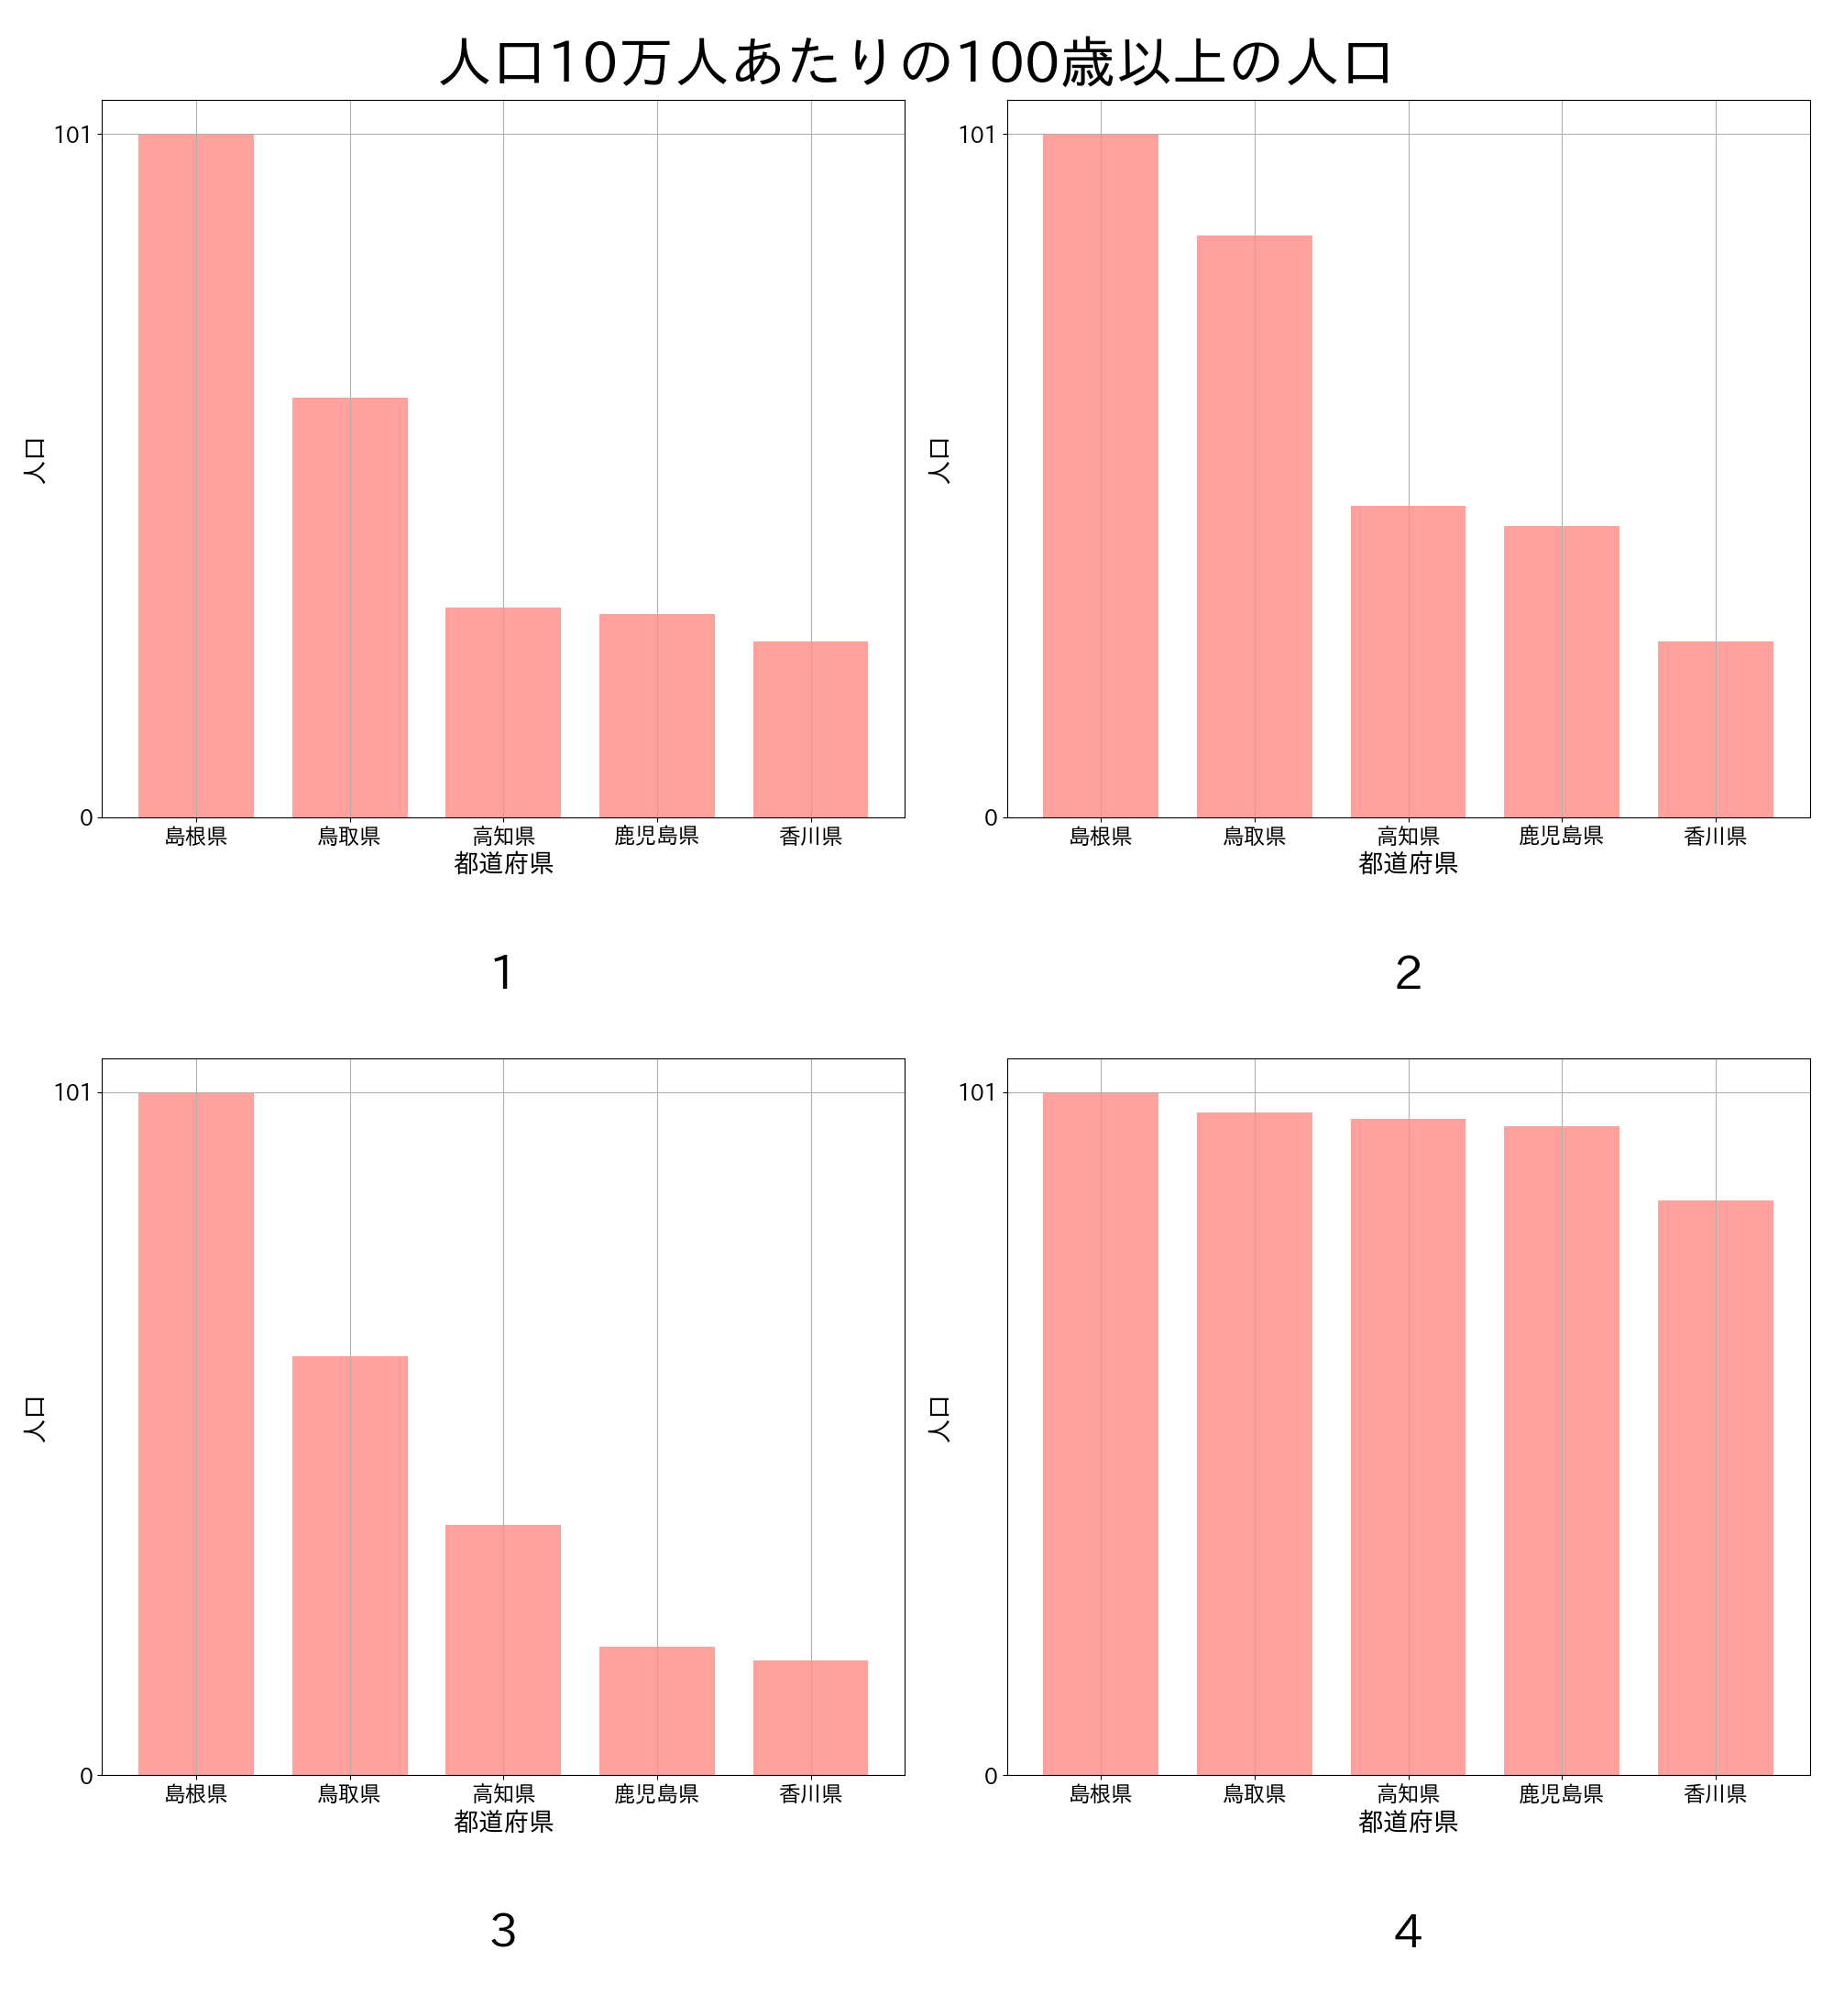 人口10万人あたりの100歳以上の人口
101
0
人口
島根県 鳥取県 高知県 鹿児島県 香川県
都道府県
1
101
0
人口
島根県 鳥取県 高知県 鹿児島県 香川県
都道府県
2
101
0
人口
島根県 鳥取県 高知県 鹿児島県 香川県
都道府県
3
101
0
人口
島根県 鳥取県 高知県 鹿児島県 香川県
都道府県
4